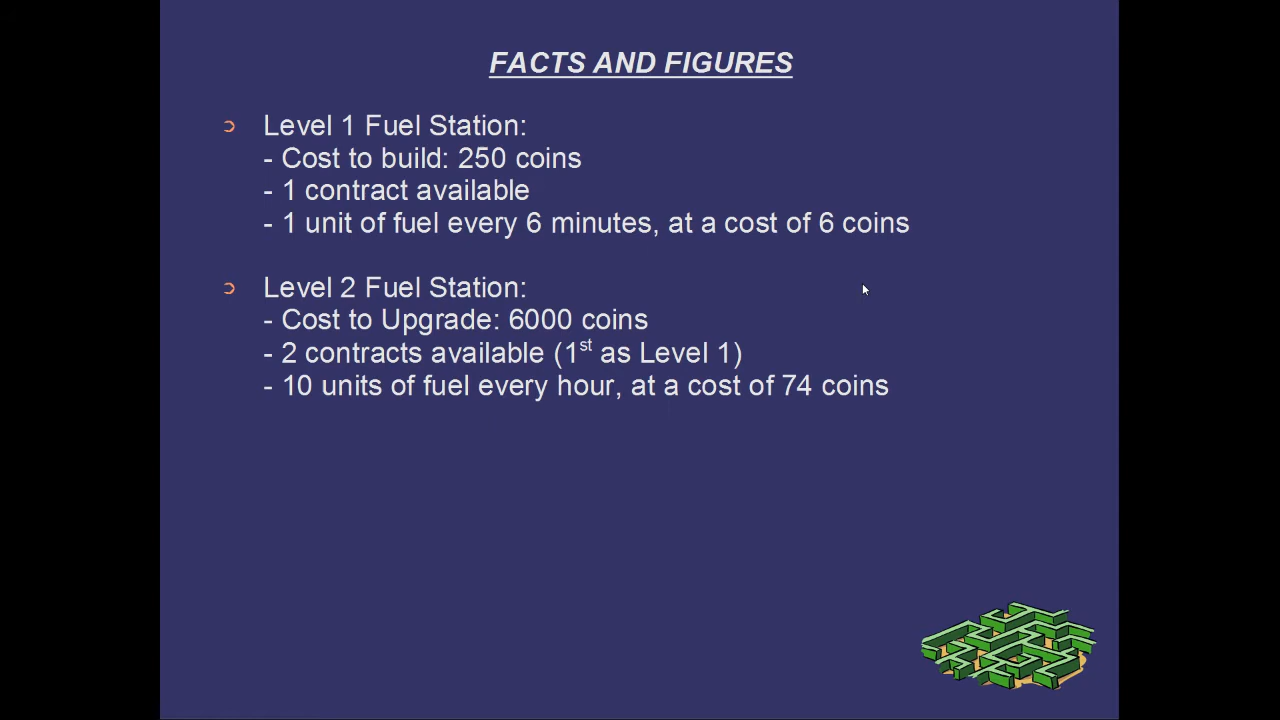 FACTS AND FIGURES
Level 1 Fuel Station:
- Cost to build: 250 coins
- 1 contract available
- 1 unit of fuel every 6 minutes, at a cost of 6 coins
Level 2 Fuel Station:
- Cost to Upgrade: 6000 coins
- 2 contracts available (1st as Level 1)
- 10 units of fuel every hour, at a cost of 74 coins